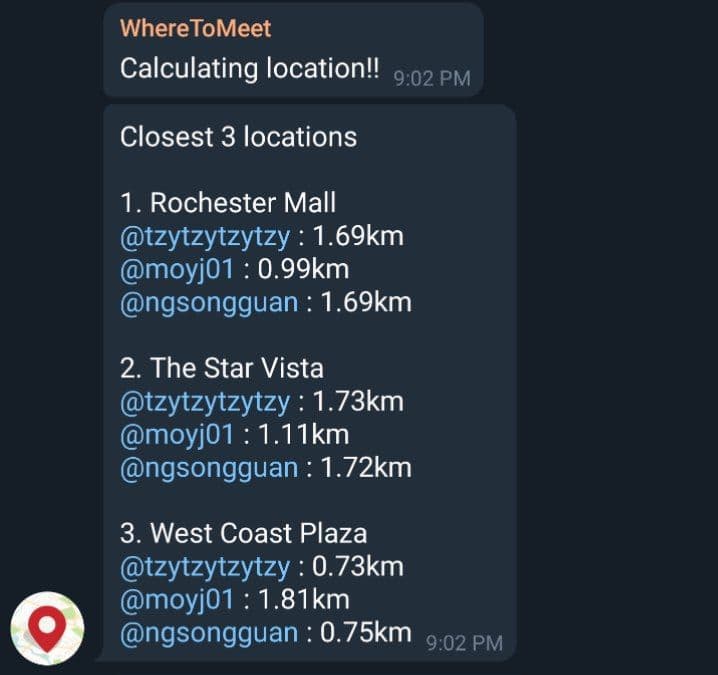 WhereToMeet
Calculating location!! 9:02 PM
Closest 3 locations
1. Rochester Mall
@tzytzytzytzy : 1.69km
@moyj01 : 0.99km
@ngsongguan : 1.69km
2. The Star Vista
@tzytzytzytzy : 1.73km
@moyj01 : 1.11km
@ngsongguan : 1.72km
3. West Coast Plaza
@tzytzytzytzy : 0.73km
@moyj01 : 1.81km
@ngsongguan : 0.75km 9:02 PM